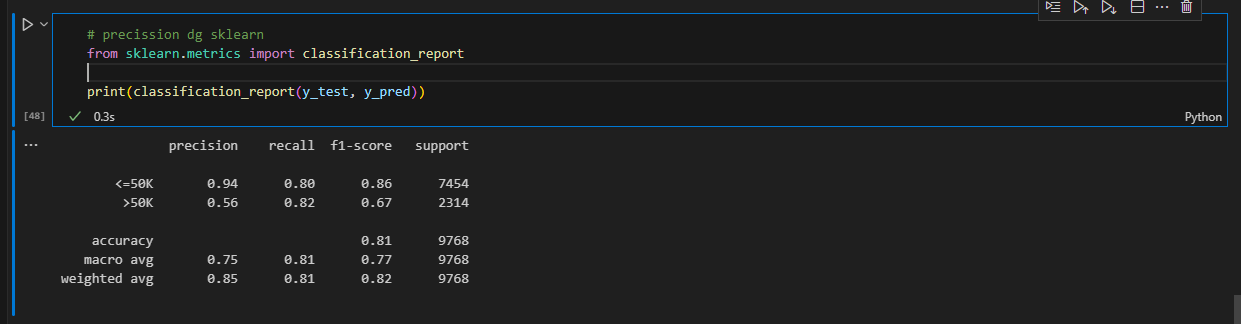 # precission dg sklearn
from sklearn.metrics import classification_report
print(classification_report(y_test, y_pred))
[48] 0.3s Python
precision recall f1-score support
<=50K 0.94 0.80 0.86 7454
>50K 0.56 0.82 0.67 2314
accuracy 0.81 9768
macro avg 0.75 0.81 0.77 9768
weighted avg 0.85 0.81 0.82 9768